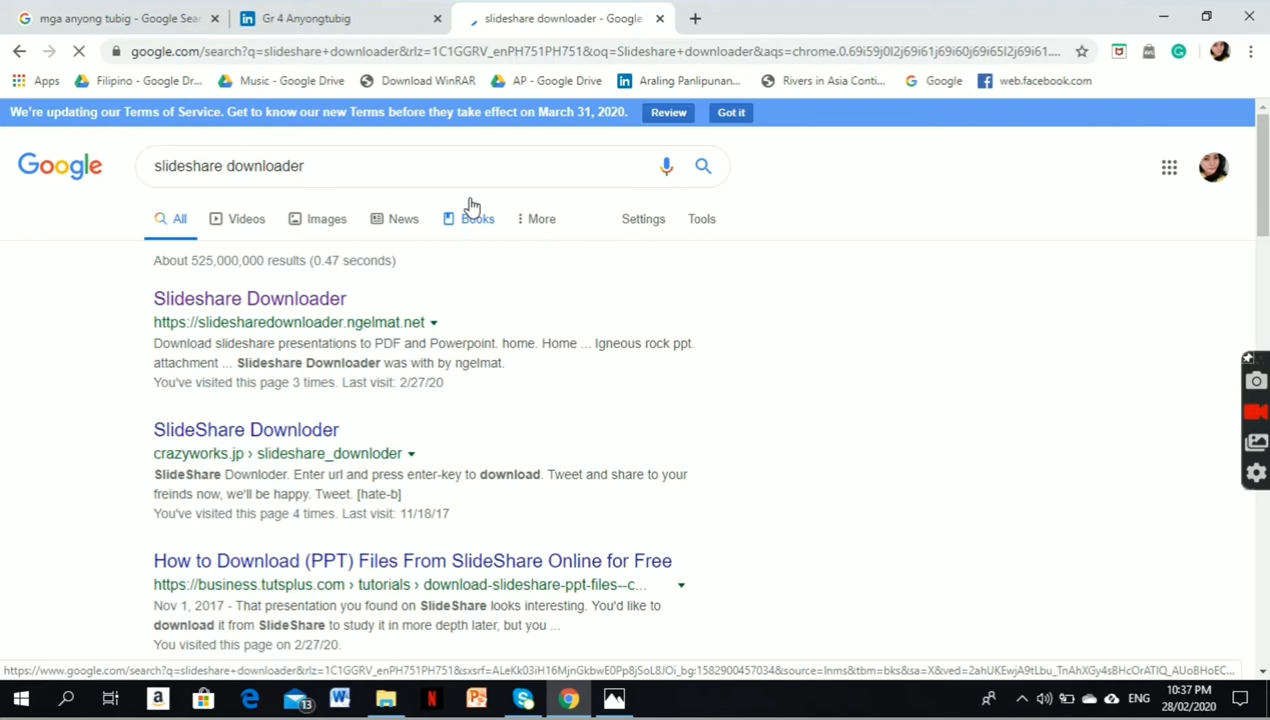 mga anyong tubig - Google Sea
Gr 4 Anyongtubig
slideshare downloader - Google
google.com/search?q=slideshare+downloader&rlz=1C1GGRV_enPH751PH751&oq=Slideshare+downloader&aqs=chrome.0.69i59j0l2j69i61j69i60j69i65l2j69i61....
Apps
Filipino - Google Dr...
Music - Google Drive
Download WinRAR
AP - Google Drive
Araling Panlipunan...
Rivers in Asia Conti...
Google
web.facebook.com
We're updating our Terms of Service. Get to know our new Terms before they take effect on March 31, 2020.
Review
Got it
Google
slideshare downloader
All
Videos
Images
News
Books
More
Settings
Tools
About 525,000,000 results (0.47 seconds)
Slideshare Downloader
https://slidesharedownloader.ngelmat.net
Download slideshare presentations to PDF and Powerpoint. home. Home ... Igneous rock ppt.
attachment ... Slideshare Downloader was with by ngelmat.
You've visited this page 3 times. Last visit: 2/27/20
SlideShare Downloder
crazyworks.jp › slideshare_downloder
SlideShare Downloder. Enter url and press enter-key to download. Tweet and share to your
freinds now, we'll be happy. Tweet. [hate-b]
You've visited this page 4 times. Last visit: 11/18/17
How to Download (PPT) Files From SlideShare Online for Free
https://business.tutsplus.com › tutorials › download-slideshare-ppt-files--c...
Nov 1, 2017 - That presentation you found on SlideShare looks interesting. You'd like to
download it from SlideShare to study it in more depth later, but you ...
You visited this page on 2/27/20.
13
ENG
10:37 PM
28/02/2020